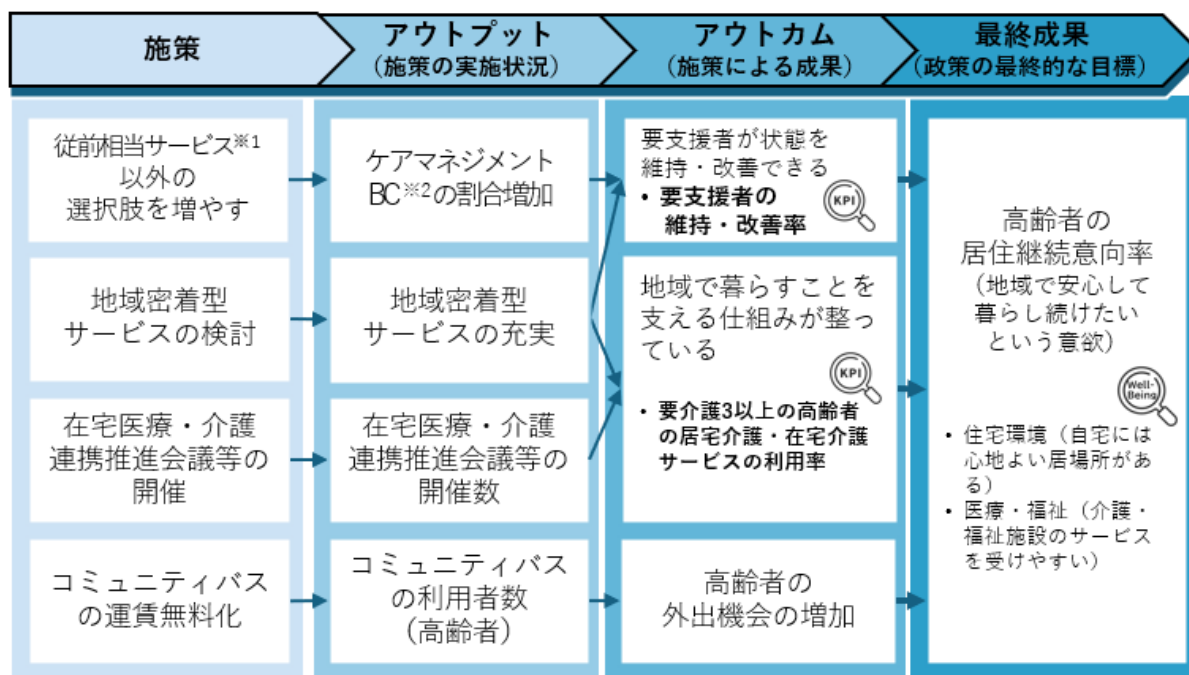 施策
アウトプット
(施策の実施状況)
アウトカム
(施策による成果)
最終成果
(政策の最終的な目標)
従前相当サービス※1
以外の
選択肢を増やす
ケアマネジメント
BC※2の割合増加
要支援者が状態を
維持・改善できる
• 要支援者の
維持・改善率
KPI
地域密着型
サービスの検討
地域密着型
サービスの充実
地域で暮らすことを
支える仕組みが整っ
ている
KPI
• 要介護3以上の高齢者
の居宅介護・在宅介護
サービスの利用率
在宅医療・介護
連携推進会議等の
開催
在宅医療・介護
連携推進会議等の
開催数
コミュニティバス
の運賃無料化
コミュニティバス
の利用者数
(高齢者)
高齢者の
外出機会の増加
高齢者の
居住継続意向率
（地域で安心して
暮らし続けたい
という意欲）
Well-
Being
• 住宅環境（自宅には
心地よい居場所があ
る）
• 医療・福祉（介護・
福祉施設のサービス
を受けやすい）